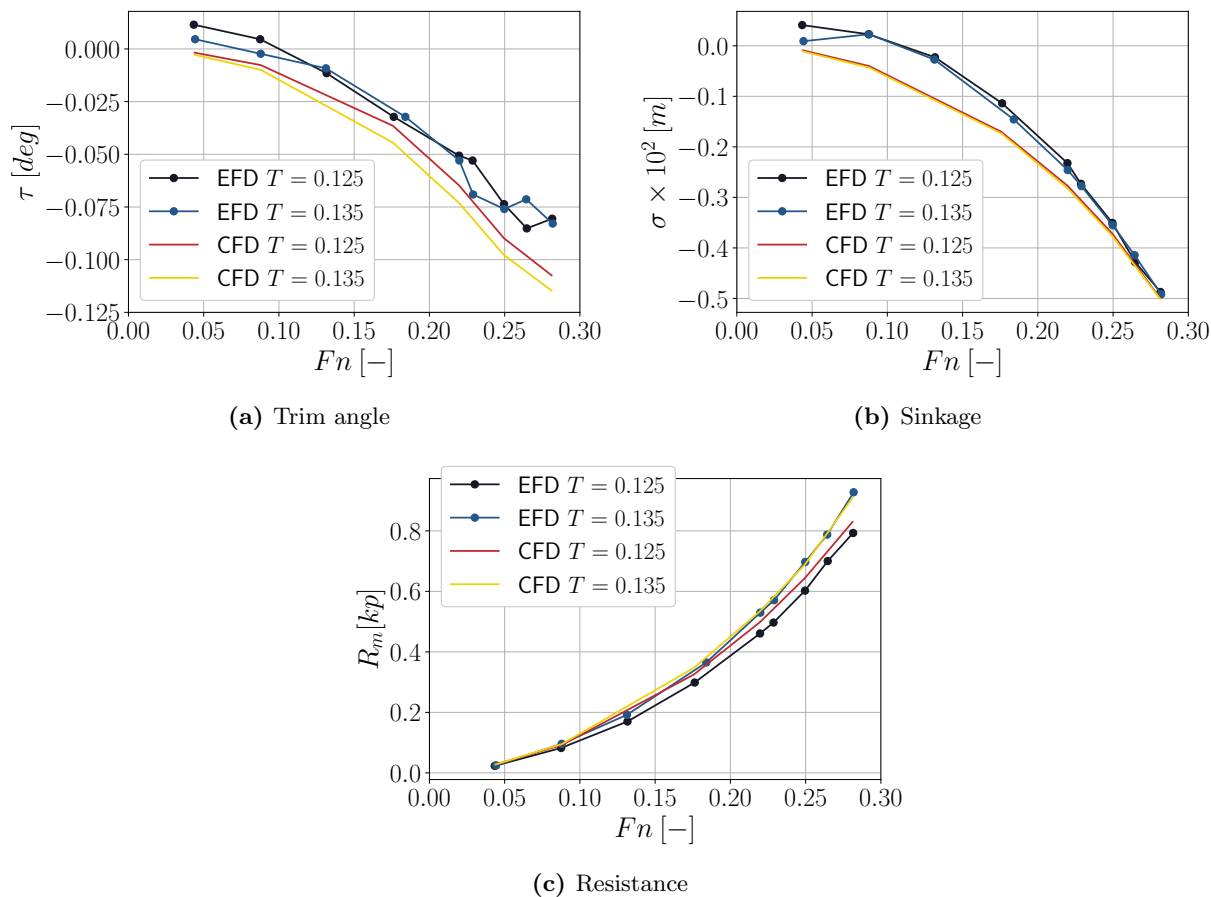 0.000
−0.025
−0.050
−0.075
−0.100
−0.125
τ [deg]
EFD T = 0.125
EFD T = 0.135
CFD T = 0.125
CFD T = 0.135
0.00 0.05 0.10 0.15 0.20 0.25 0.30
Fn [−]
(a) Trim angle
0.0
−0.1
−0.2
−0.3
−0.4
−0.5
σ × 10² [m]
EFD T = 0.125
EFD T = 0.135
CFD T = 0.125
CFD T = 0.135
0.00 0.05 0.10 0.15 0.20 0.25 0.30
Fn [−]
(b) Sinkage
EFD T = 0.125
EFD T = 0.135
CFD T = 0.125
CFD T = 0.135
0.8
0.6
0.4
0.2
0.0
Rₘ[kp]
0.00 0.05 0.10 0.15 0.20 0.25 0.30
Fn [−]
(c) Resistance